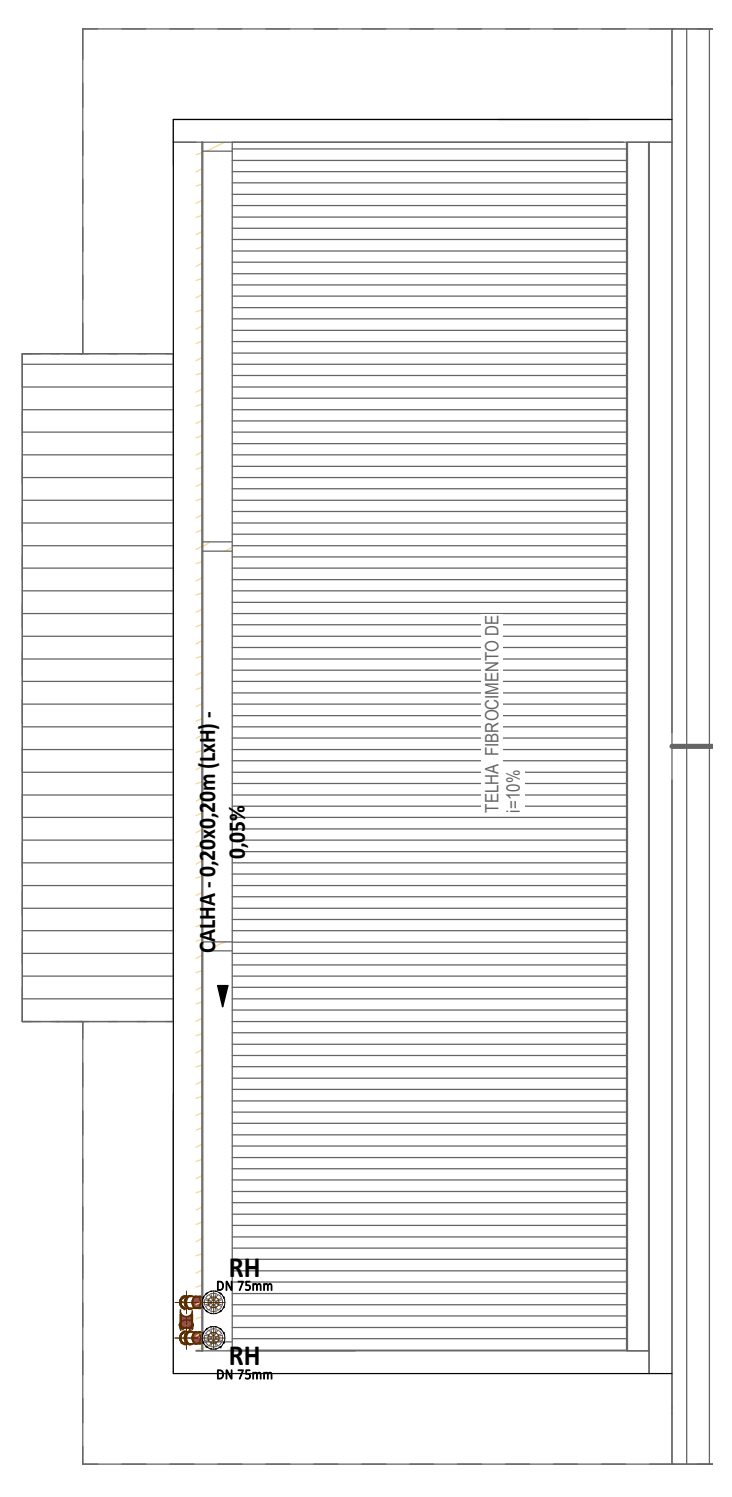 TELHA FIBROCIMENTO DE
i=10%
CALHA - 0,20x0,20m (LxH) -
0,05%
RH
DN 75mm
RH
DN 75mm